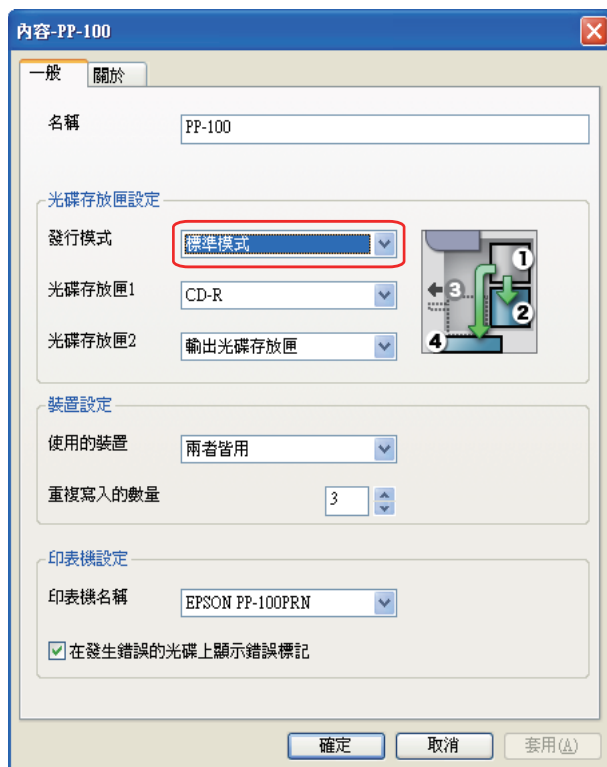 內容-PP-100
一般 關於
名稱 PP-100
光碟存放匣設定
發行模式 標準模式
光碟存放匣1 CD-R
光碟存放匣2 輸出光碟存放匣
1
3
2
4
裝置設定
使用的裝置 兩者皆用
重複寫入的數量 3
印表機設定
印表機名稱 EPSON PP-100PRN
在發生錯誤的光碟上顯示錯誤標記
確定 取消 套用(A)